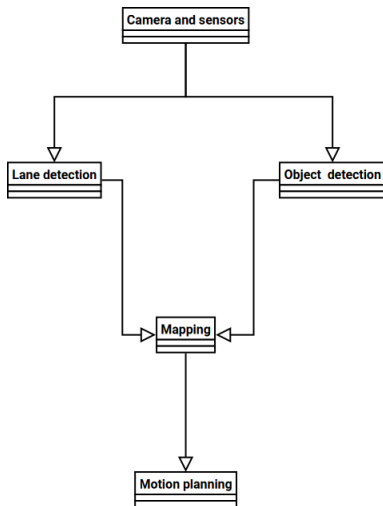 Camera and sensors
Lane detection
Object detection
Mapping
Motion planning